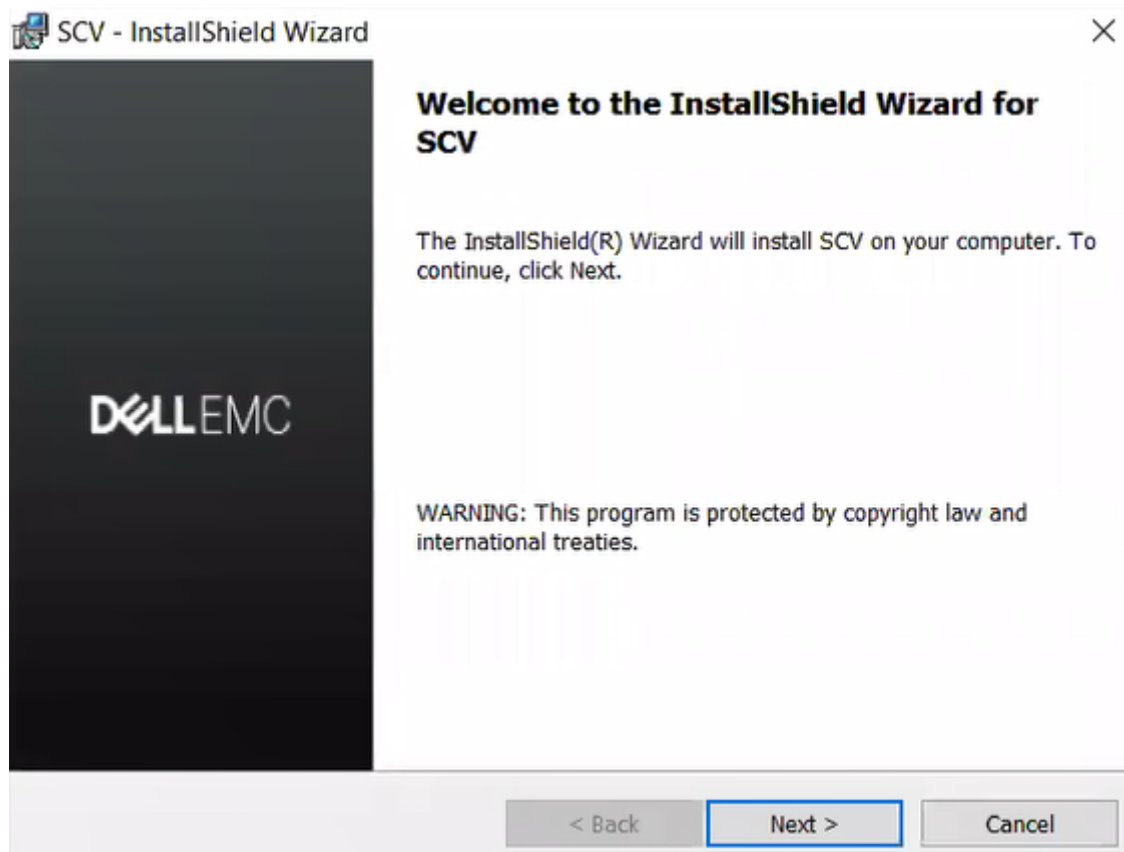 SCV - InstallShield Wizard
Welcome to the InstallShield Wizard for
SCV
The InstallShield(R) Wizard will install SCV on your computer. To
continue, click Next.
DELLEMC
WARNING: This program is protected by copyright law and
international treaties.
< Back
Next >
Cancel